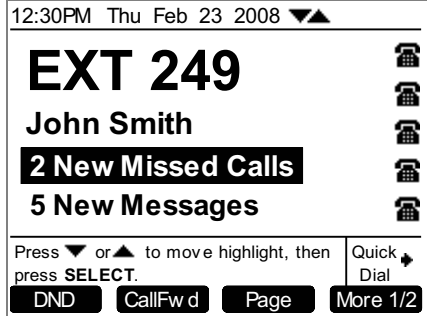 12:30PM Thu Feb 23 2008 ▼▲
EXT 249
John Smith
2 New Missed Calls
5 New Messages
Press ▼ or ▲ to move highlight, then
press SELECT.
Quick
Dial
DND CallFwd Page More 1/2